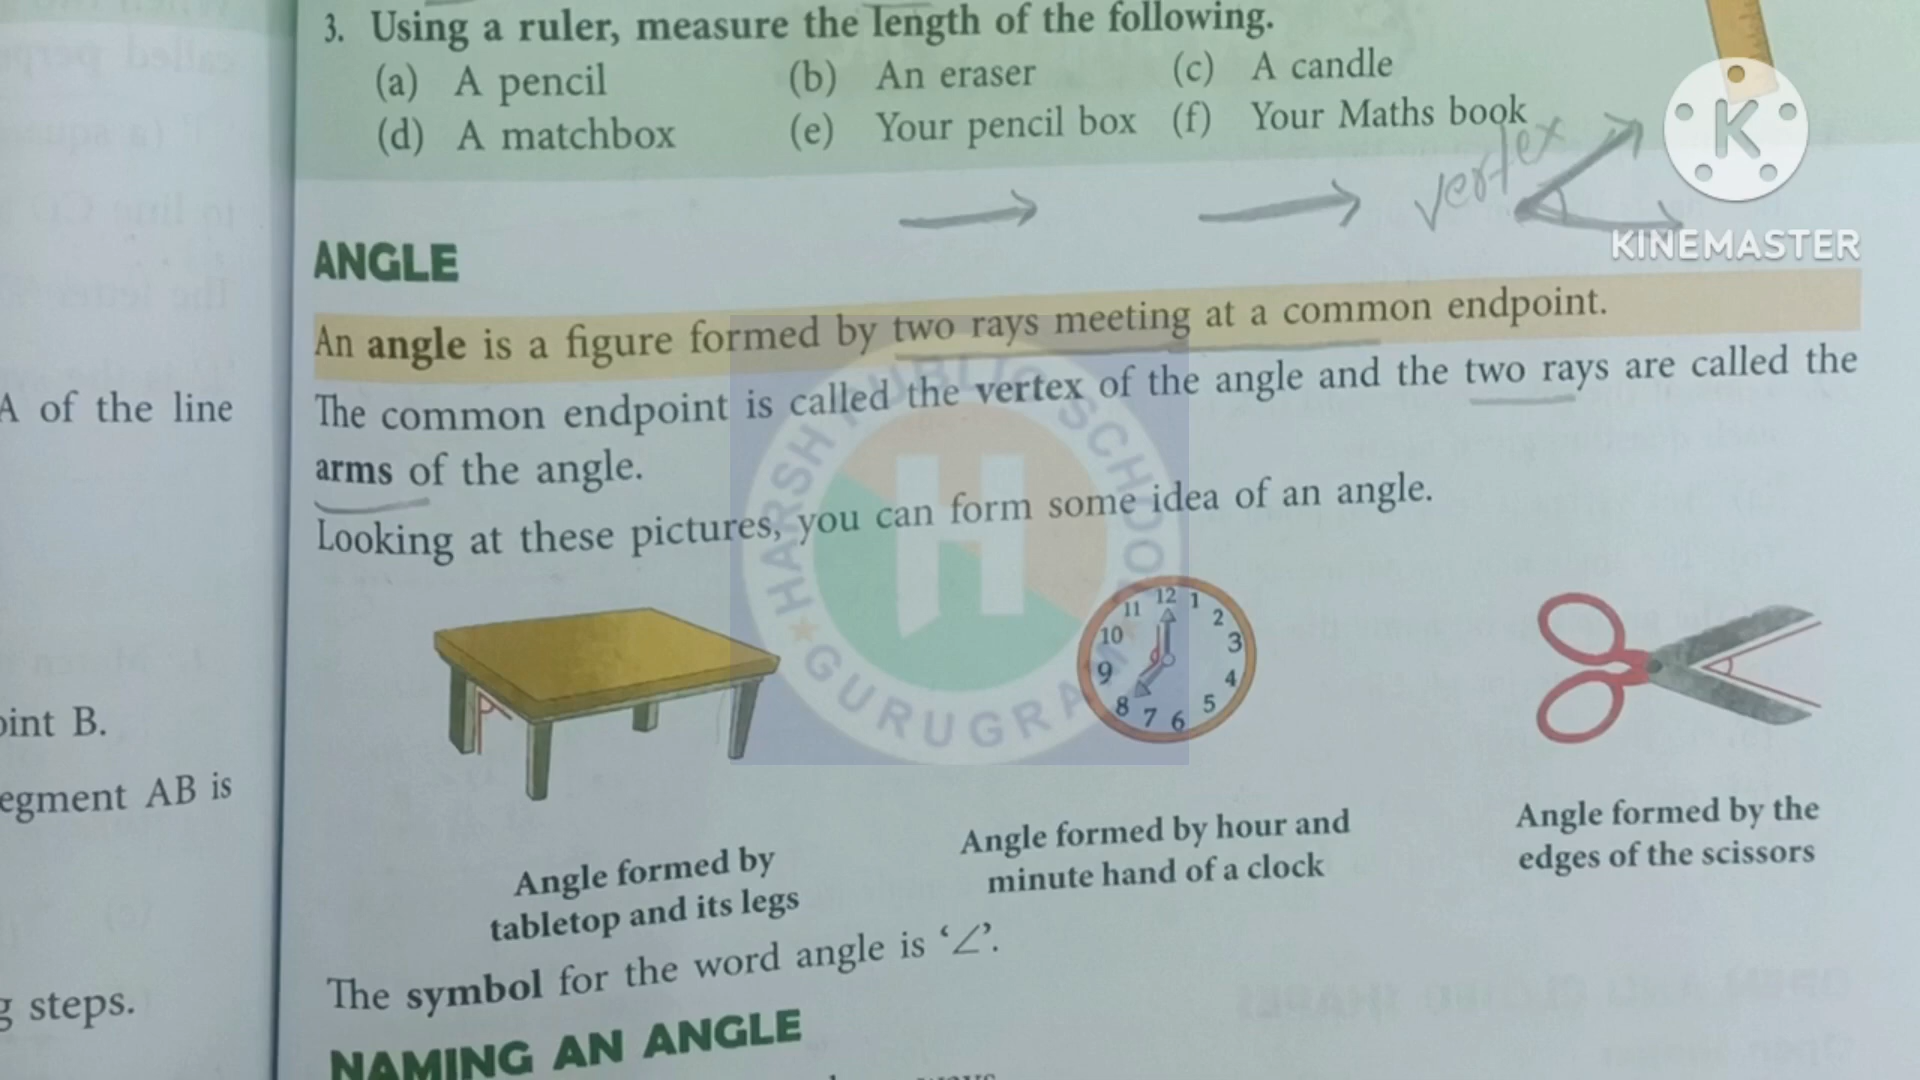 3. Using a ruler, measure the length of the following.
(a) A pencil (b) An eraser (c) A candle
(d) A matchbox (e) Your pencil box (f) Your Maths book
vertex
KINEMASTER
ANGLE
An angle is a figure formed by two rays meeting at a common endpoint.
The common endpoint is called the vertex of the angle and the two rays are called the
arms of the angle.
Looking at these pictures, you can form some idea of an angle.
HARSH PUBLIC SCHOOL
GURUGRAM
12 1 2 3 4 5 6 7 8 9 10 11
Angle formed by
tabletop and its legs
Angle formed by hour and
minute hand of a clock
Angle formed by the
edges of the scissors
The symbol for the word angle is ‘∠’.
NAMING AN ANGLE
A of the line
oint B.
egment AB is
g steps.